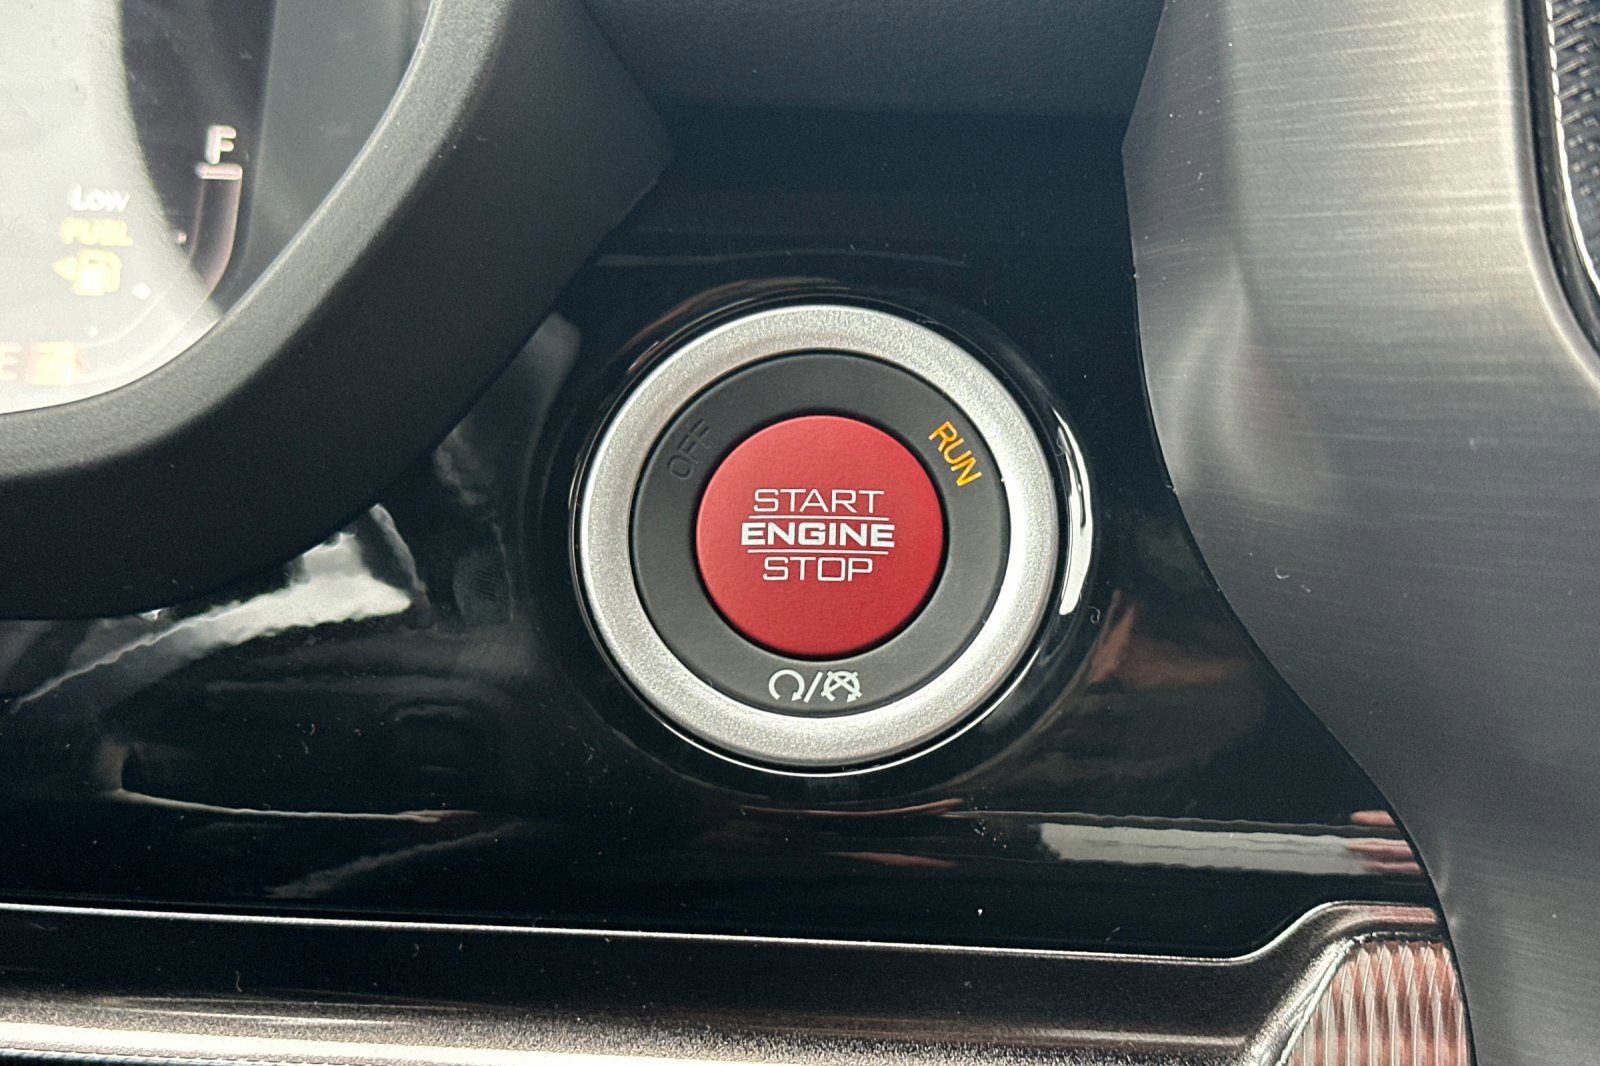 F
Low
FUEL
E
OFF
RUN
START
ENGINE
STOP